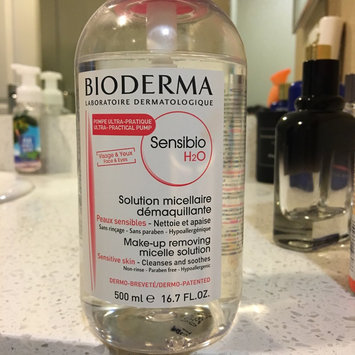 BIODERMA
LABORATOIRE DERMATOLOGIQUE
POMPE ULTRA-PRATIQUE
ULTRA-PRACTICAL PUMP
Sensibio
H2O
Visage & Yeux
Face & Eyes
Solution micellaire
démaquillante
Peaux sensibles - Nettoie et apaise
Sans rinçage - Sans paraben - Hypoallergénique
Make-up removing
micelle solution
Sensitive skin - Cleanses and soothes
Non-rinse - Paraben free - Hypoallergenic
DERMO-BREVETÉ/DERMO-PATENTED
500 ml e 16.7 FL.OZ.